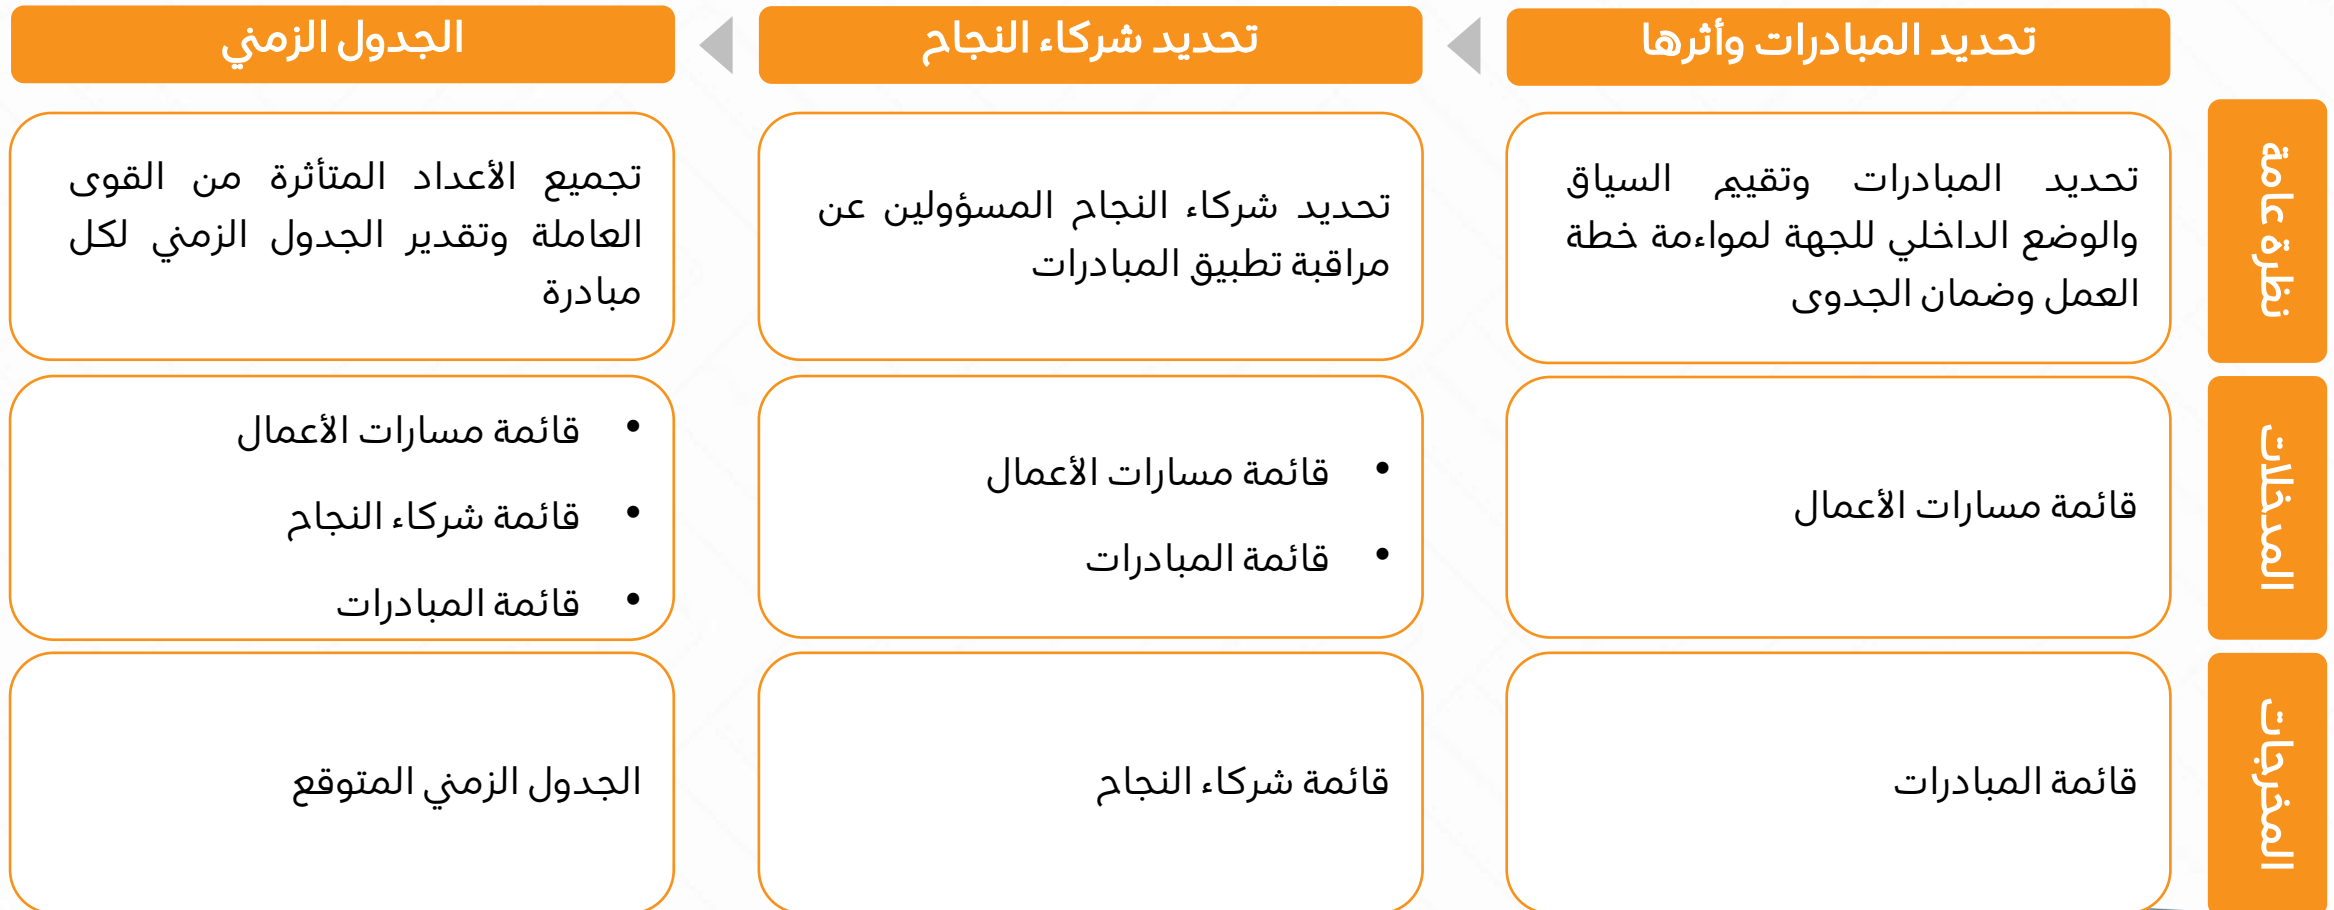 تحديد المبادرات وأثرها
تحديد شركاء النجاح
الجدول الزمني
نظرة عامة
تحديد المبادرات وتقييم السياق
والوضع الداخلي للجهة لمواءمة خطة
العمل وضمان الجدوى
تحديد شركاء النجاح المسؤولين عن
مراقبة تطبيق المبادرات
تجميع الأعداد المتأثرة من القوى
العاملة وتقدير الجدول الزمني لكل
مبادرة
المدخلات
قائمة مسارات الأعمال
• قائمة مسارات الأعمال
• قائمة المبادرات
• قائمة مسارات الأعمال
• قائمة شركاء النجاح
• قائمة المبادرات
المخرجات
قائمة المبادرات
قائمة شركاء النجاح
الجدول الزمني المتوقع